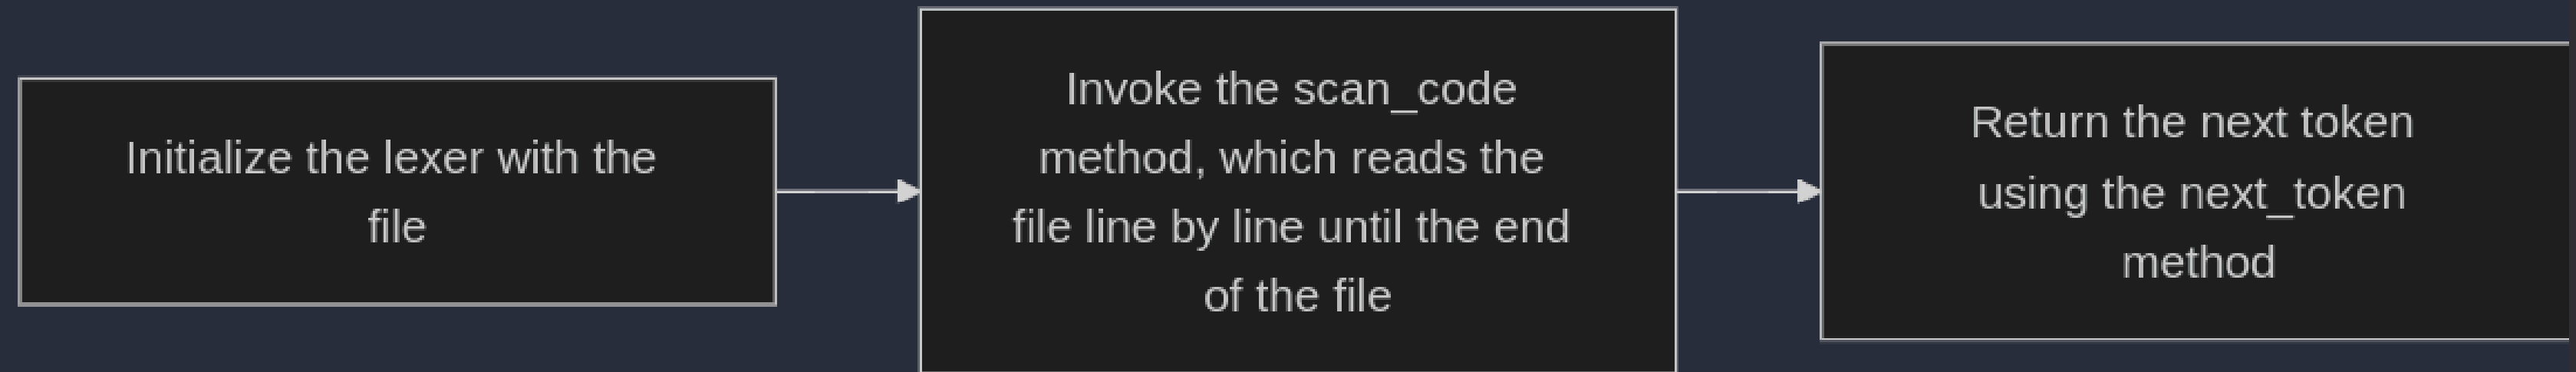 Initialize the lexer with the
file
Invoke the scan_code
method, which reads the
file line by line until the end
of the file
Return the next token
using the next_token
method